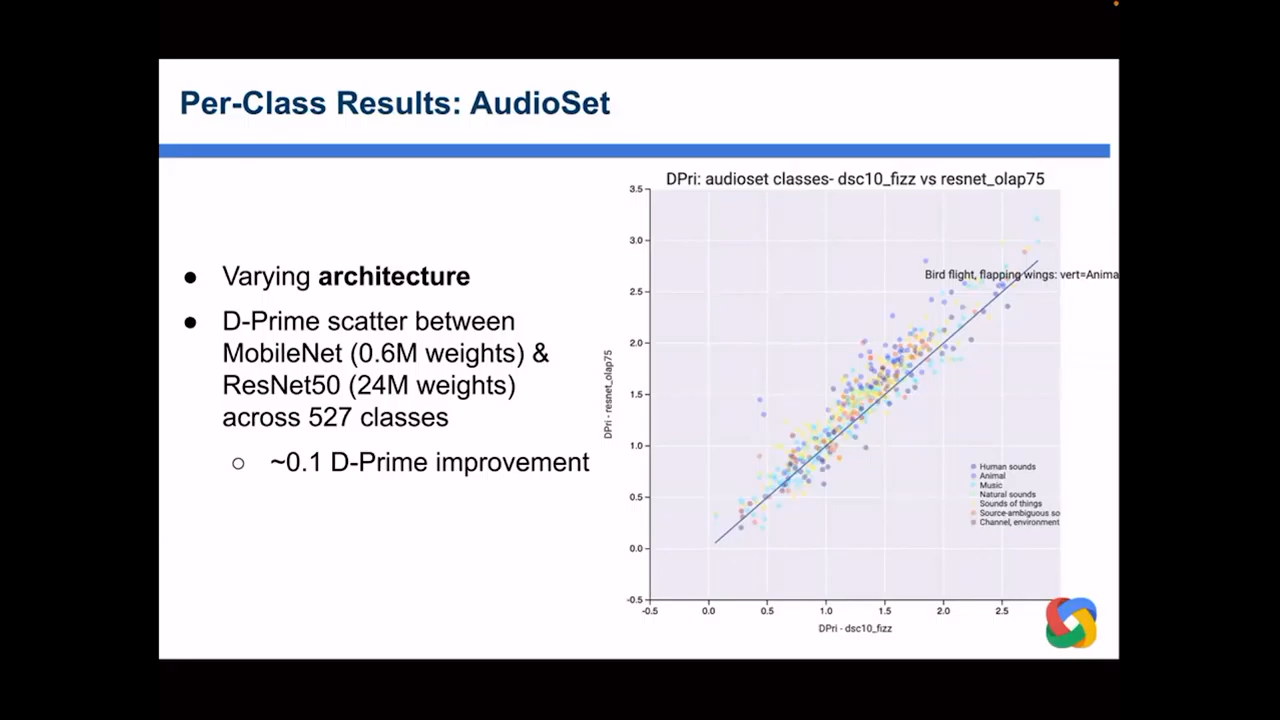 Per-Class Results: AudioSet
● Varying architecture
● D-Prime scatter between
MobileNet (0.6M weights) &
ResNet50 (24M weights)
across 527 classes
○ ~0.1 D-Prime improvement
DPri: audioset classes- dsc10_fizz vs resnet_olap75
3.5
3.0
2.5
2.0
1.5
1.0
0.5
0.0
-0.5
DPri - resnet_olap75
Bird flight, flapping wings: vert=Anima
Human sounds
Animal
Music
Natural sounds
Sounds of things
Source-ambiguous so
Channel, environment
-0.5 0.0 0.5 1.0 1.5 2.0 2.5
DPri - dsc10_fizz